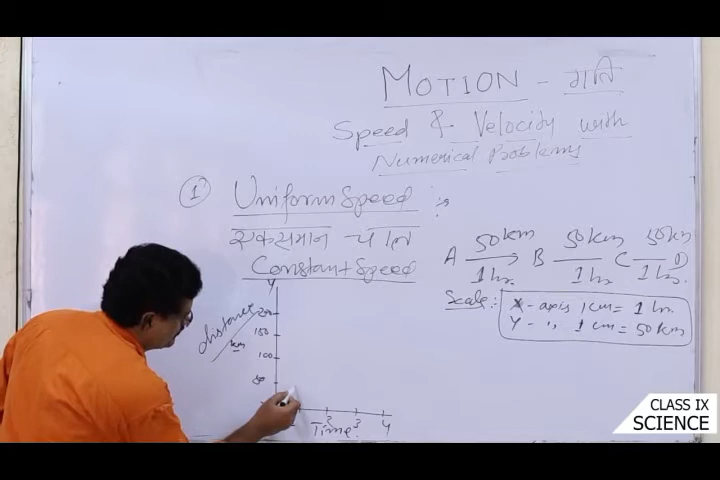 MOTION - गति
Speed & Velocity with
Numerical Problems
1 Uniform Speed :
एकसमान चाल
Constant Speed
A 50km B 50km C 50km D
1 hr. 1 hr. 1 hr.
Scale:- X - axis 1 cm = 1 hr.
Y - ,, 1 cm = 50 km
Y
distance
km
200
150
100
50
2 3 4
Time
CLASS IX
SCIENCE